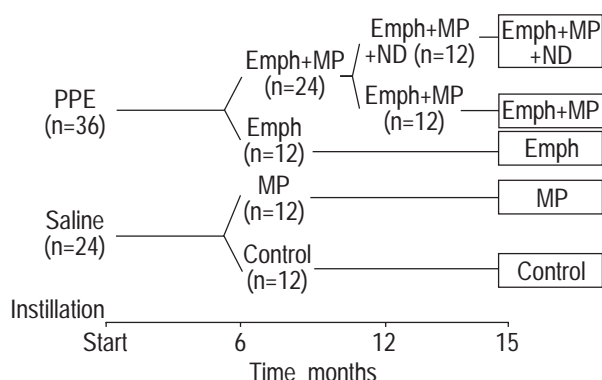 Emph+MP
+ND (n=12)
Emph+MP
+ND
Emph+MP
(n=24)
PPE
(n=36)
Emph+MP
(n=12)
Emph+MP
Emph
(n=12)
Emph
MP
(n=12)
MP
Saline
(n=24)
Control
(n=12)
Control
Instillation
Start 6 12 15
Time months